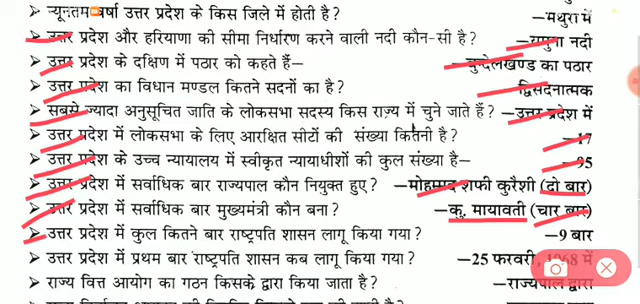 ➤ न्यूनतम वर्षा उत्तर प्रदेश के किस जिले में होती है? –मथुरा में
➤ उत्तर प्रदेश और हरियाणा की सीमा निर्धारण करने वाली नदी कौन-सी है? –यमुना नदी
➤ उत्तर प्रदेश के दक्षिण में पठार को कहते हैं– –बुन्देलखण्ड का पठार
➤ उत्तर प्रदेश का विधान मण्डल कितने सदनों का है? द्विसदनात्मक
➤ सबसे ज्यादा अनुसूचित जाति के लोकसभा सदस्य किस राज्य में चुने जाते हैं? –उत्तर प्रदेश में
➤ उत्तर प्रदेश में लोकसभा के लिए आरक्षित सीटों की संख्या कितनी है? –17
➤ उत्तर प्रदेश के उच्च न्यायालय में स्वीकृत न्यायाधीशों की कुल संख्या है–
➤ उत्तर प्रदेश में सर्वाधिक बार राज्यपाल कौन नियुक्त हुए? –मोहम्मद शफी कुरैशी (दो बार)
➤ उत्तर प्रदेश में सर्वाधिक बार मुख्यमंत्री कौन बना? –कु. मायावती (चार बार)
➤ उत्तर प्रदेश में कुल कितने बार राष्ट्रपति शासन लागू किया गया? –9 बार
➤ उत्तर प्रदेश में प्रथम बार राष्ट्रपति शासन कब लागू किया गया? –25 फरवरी, 1968 में
➤ राज्य वित्त आयोग का गठन किसके द्वारा किया जाता है? –राज्यपाल द्वारा